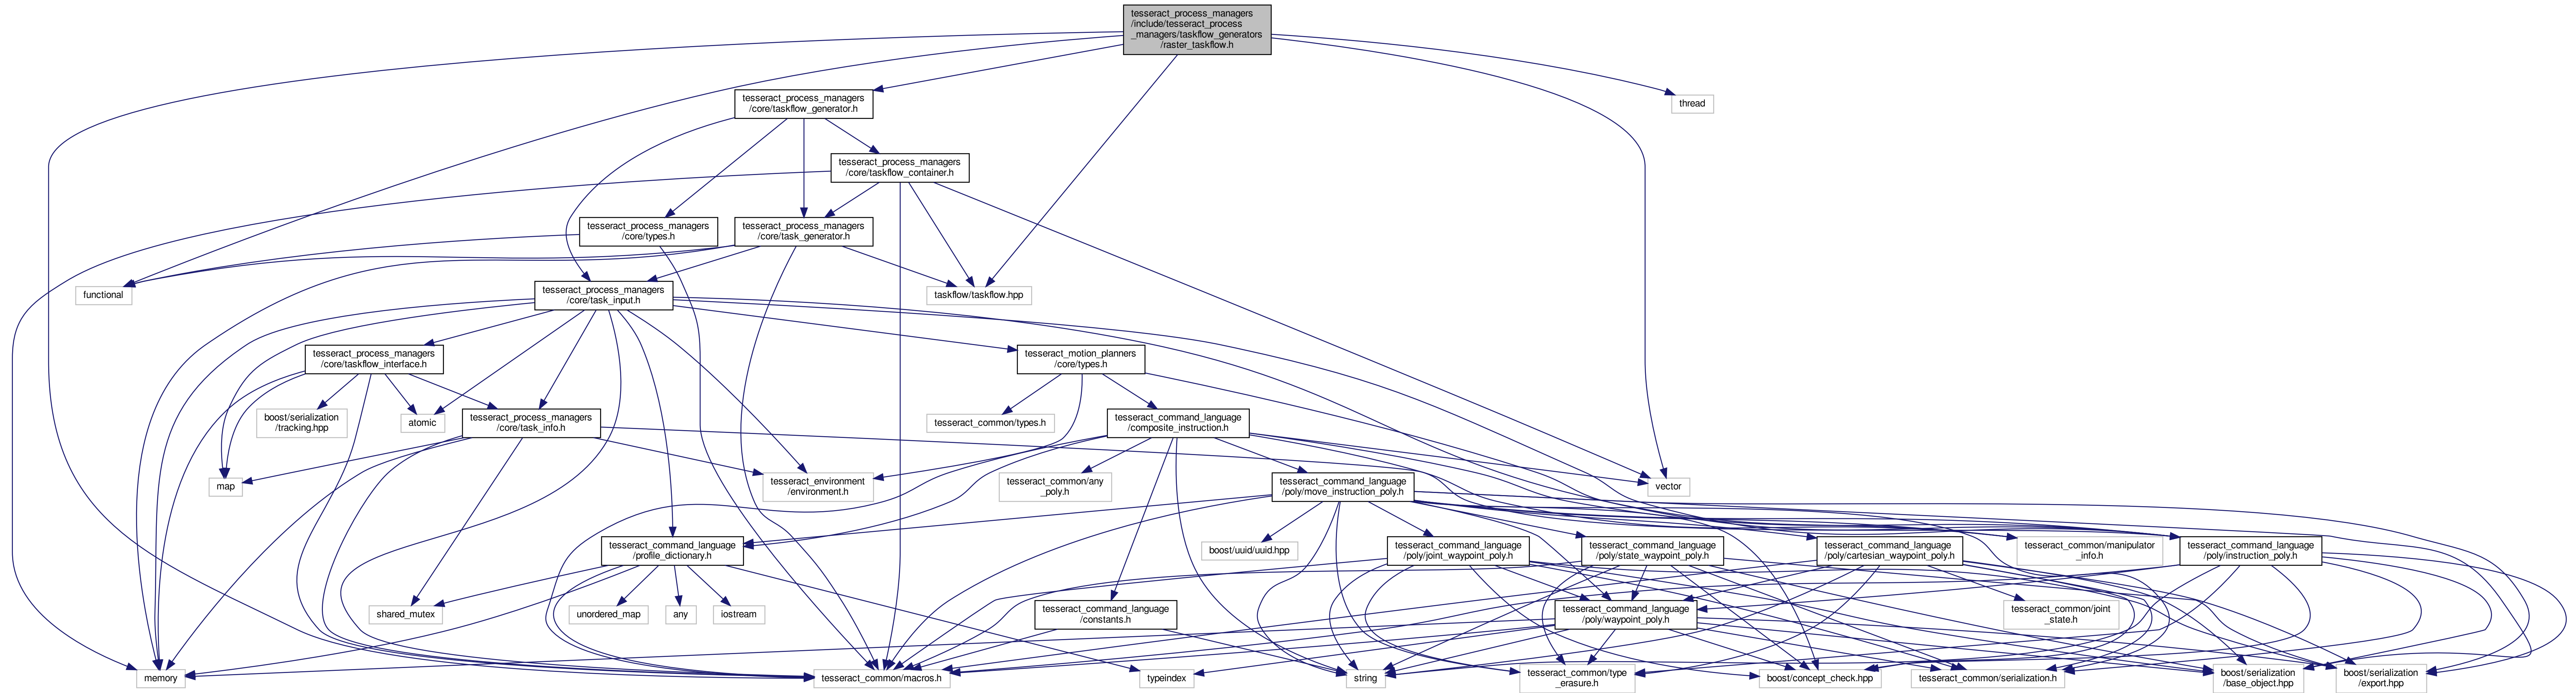 tesseract_process_managers
/include/tesseract_process
_managers/taskflow_generators
/raster_taskflow.h
tesseract_process_managers
/core/taskflow_generator.h
thread
tesseract_process_managers
/core/taskflow_container.h
tesseract_process_managers
/core/types.h
tesseract_process_managers
/core/task_generator.h
functional
tesseract_process_managers
/core/task_input.h
taskflow/taskflow.hpp
tesseract_process_managers
/core/taskflow_interface.h
tesseract_motion_planners
/core/types.h
boost/serialization
/tracking.hpp
atomic
tesseract_process_managers
/core/task_info.h
tesseract_common/types.h
tesseract_command_language
/composite_instruction.h
map
tesseract_environment
/environment.h
tesseract_common/any
_poly.h
tesseract_command_language
/poly/move_instruction_poly.h
vector
tesseract_command_language
/profile_dictionary.h
boost/uuid/uuid.hpp
tesseract_command_language
/poly/joint_waypoint_poly.h
tesseract_command_language
/poly/state_waypoint_poly.h
tesseract_command_language
/poly/cartesian_waypoint_poly.h
tesseract_common/manipulator
_info.h
tesseract_command_language
/poly/instruction_poly.h
shared_mutex
unordered_map
any
iostream
tesseract_command_language
/constants.h
tesseract_command_language
/poly/waypoint_poly.h
tesseract_common/joint
_state.h
memory
tesseract_common/macros.h
typeindex
string
tesseract_common/type
_erasure.h
boost/concept_check.hpp
tesseract_common/serialization.h
boost/serialization
/base_object.hpp
boost/serialization
/export.hpp